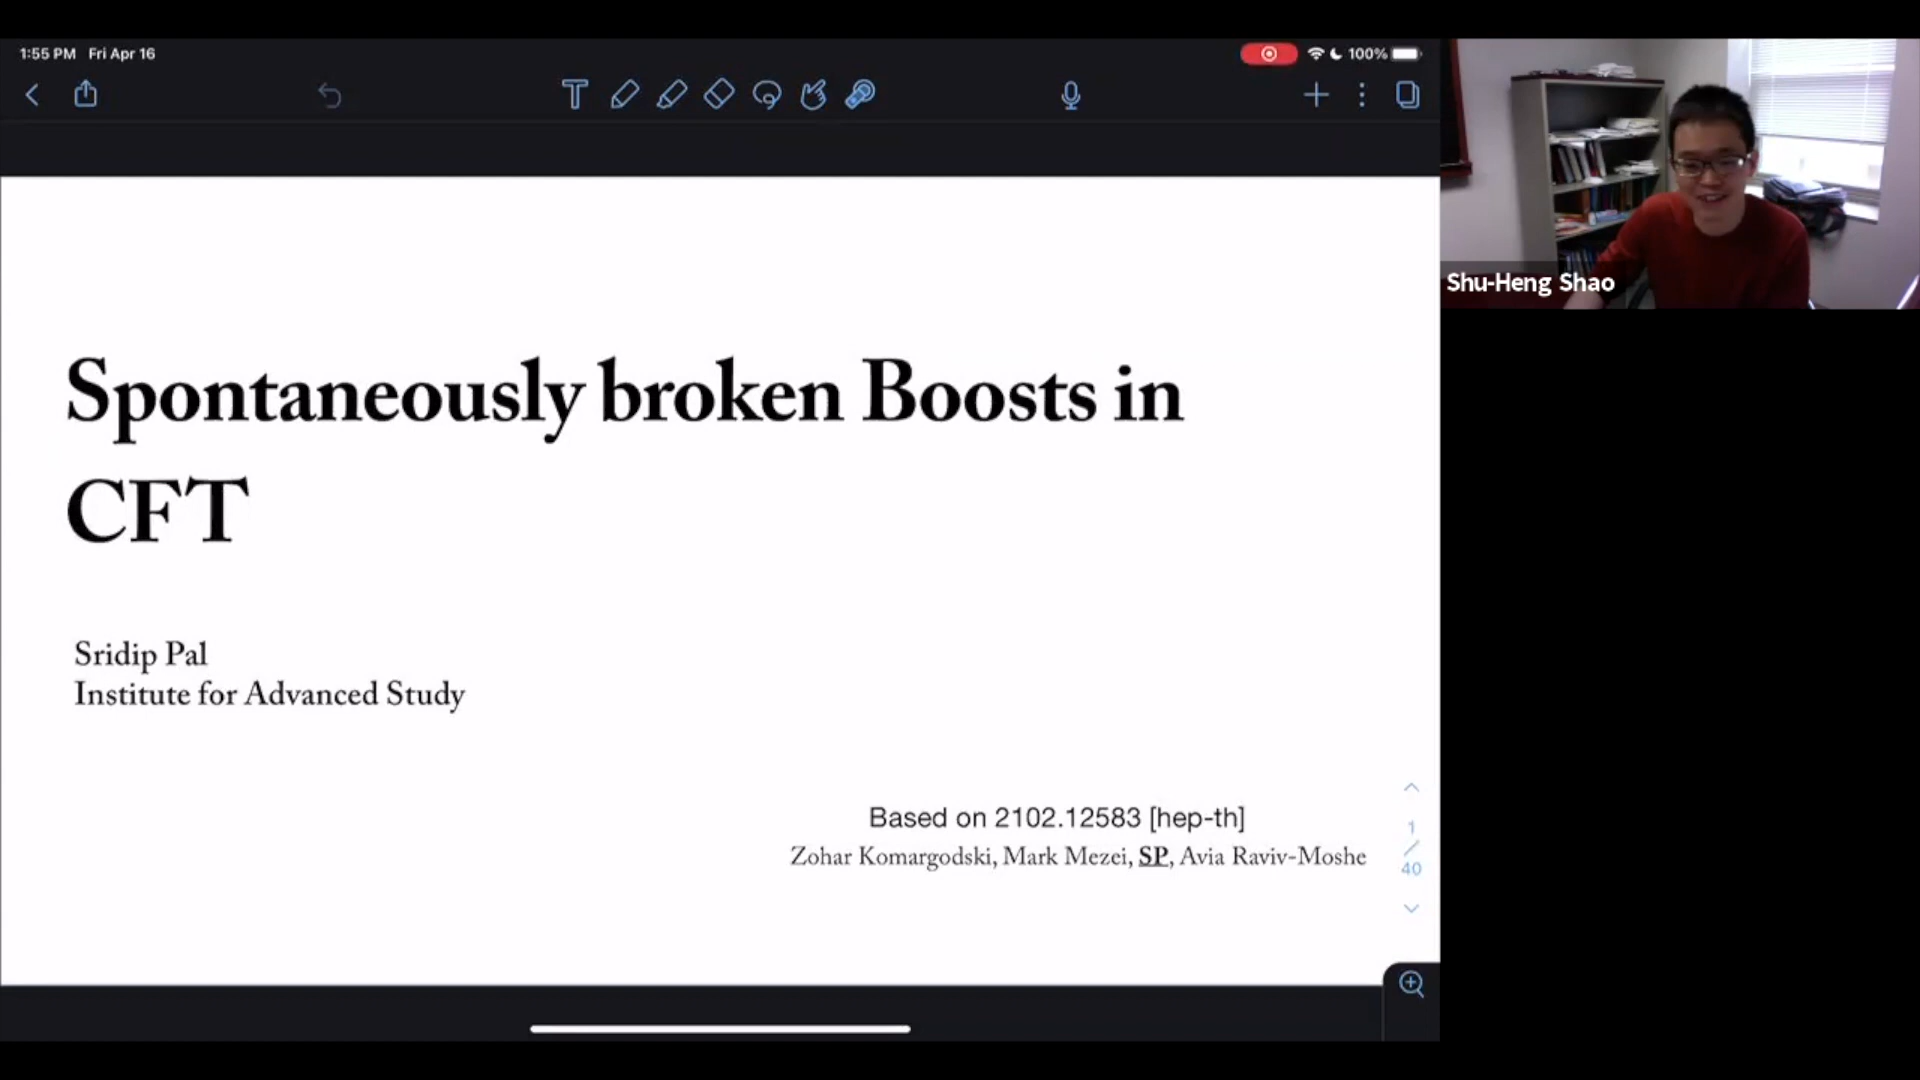 1:55 PM Fri Apr 16
100%
Spontaneously broken Boosts in
CFT
Sridip Pal
Institute for Advanced Study
Based on 2102.12583 [hep-th]
Zohar Komargodski, Mark Mezei, SP, Avia Raviv-Moshe
1
/
40
Shu-Heng Shao